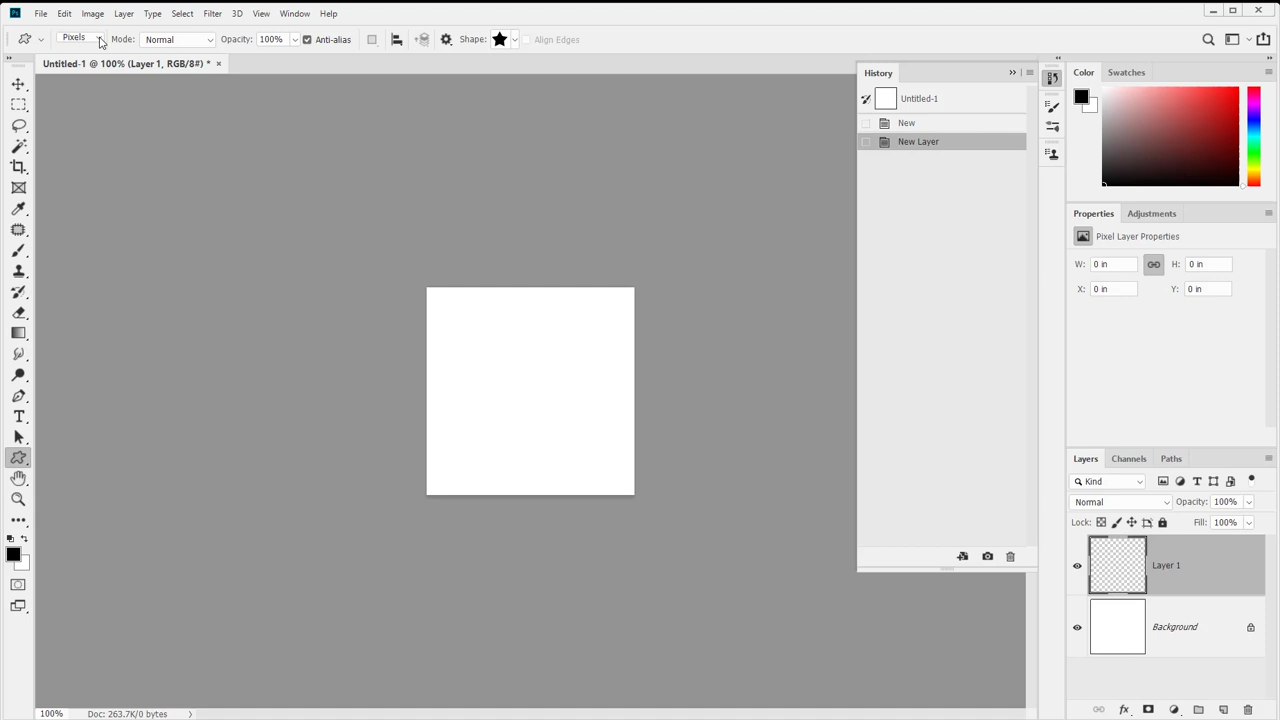 Ps File Edit Image Layer Type Select Filter 3D View Window Help
Pixels Mode: Normal Opacity: 100% Anti-alias Shape: Align Edges
Untitled-1 @ 100% (Layer 1, RGB/8#) * ×
History
Untitled-1
New
New Layer
Color Swatches
Properties Adjustments
Pixel Layer Properties
W: 0 in H: 0 in
X: 0 in Y: 0 in
Layers Channels Paths
Kind
Normal Opacity: 100%
Lock: Fill: 100%
Layer 1
Background
fx
100% Doc: 263.7K/0 bytes